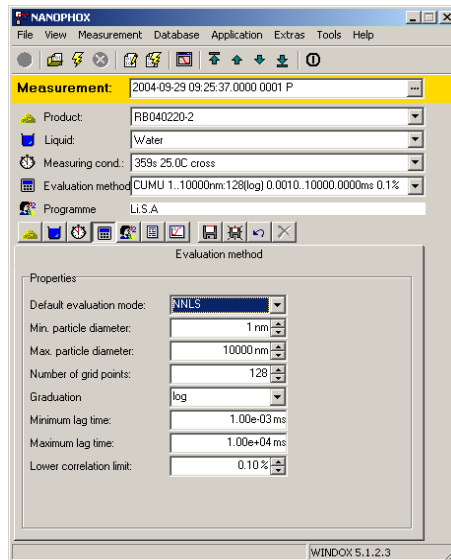 NANOPHOX
File View Measurement Database Application Extras Tools Help
Measurement: 2004-09-29 09:25:37.0000 0001 P ...
Product: RB040220-2
Liquid: Water
Measuring cond.: 359s 25.0C cross
Evaluation method CUMU 1..10000nm:128(log) 0.0010..10000.0000ms 0.1%
Programme Li.S.A
Evaluation method
Properties
Default evaluation mode: NNLS
Min. particle diameter: 1 nm
Max. particle diameter: 10000 nm
Number of grid points: 128
Graduation log
Minimum lag time: 1.00e-03 ms
Maximum lag time: 1.00e+04 ms
Lower correlation limit: 0.10 %
WINDOX 5.1.2.3